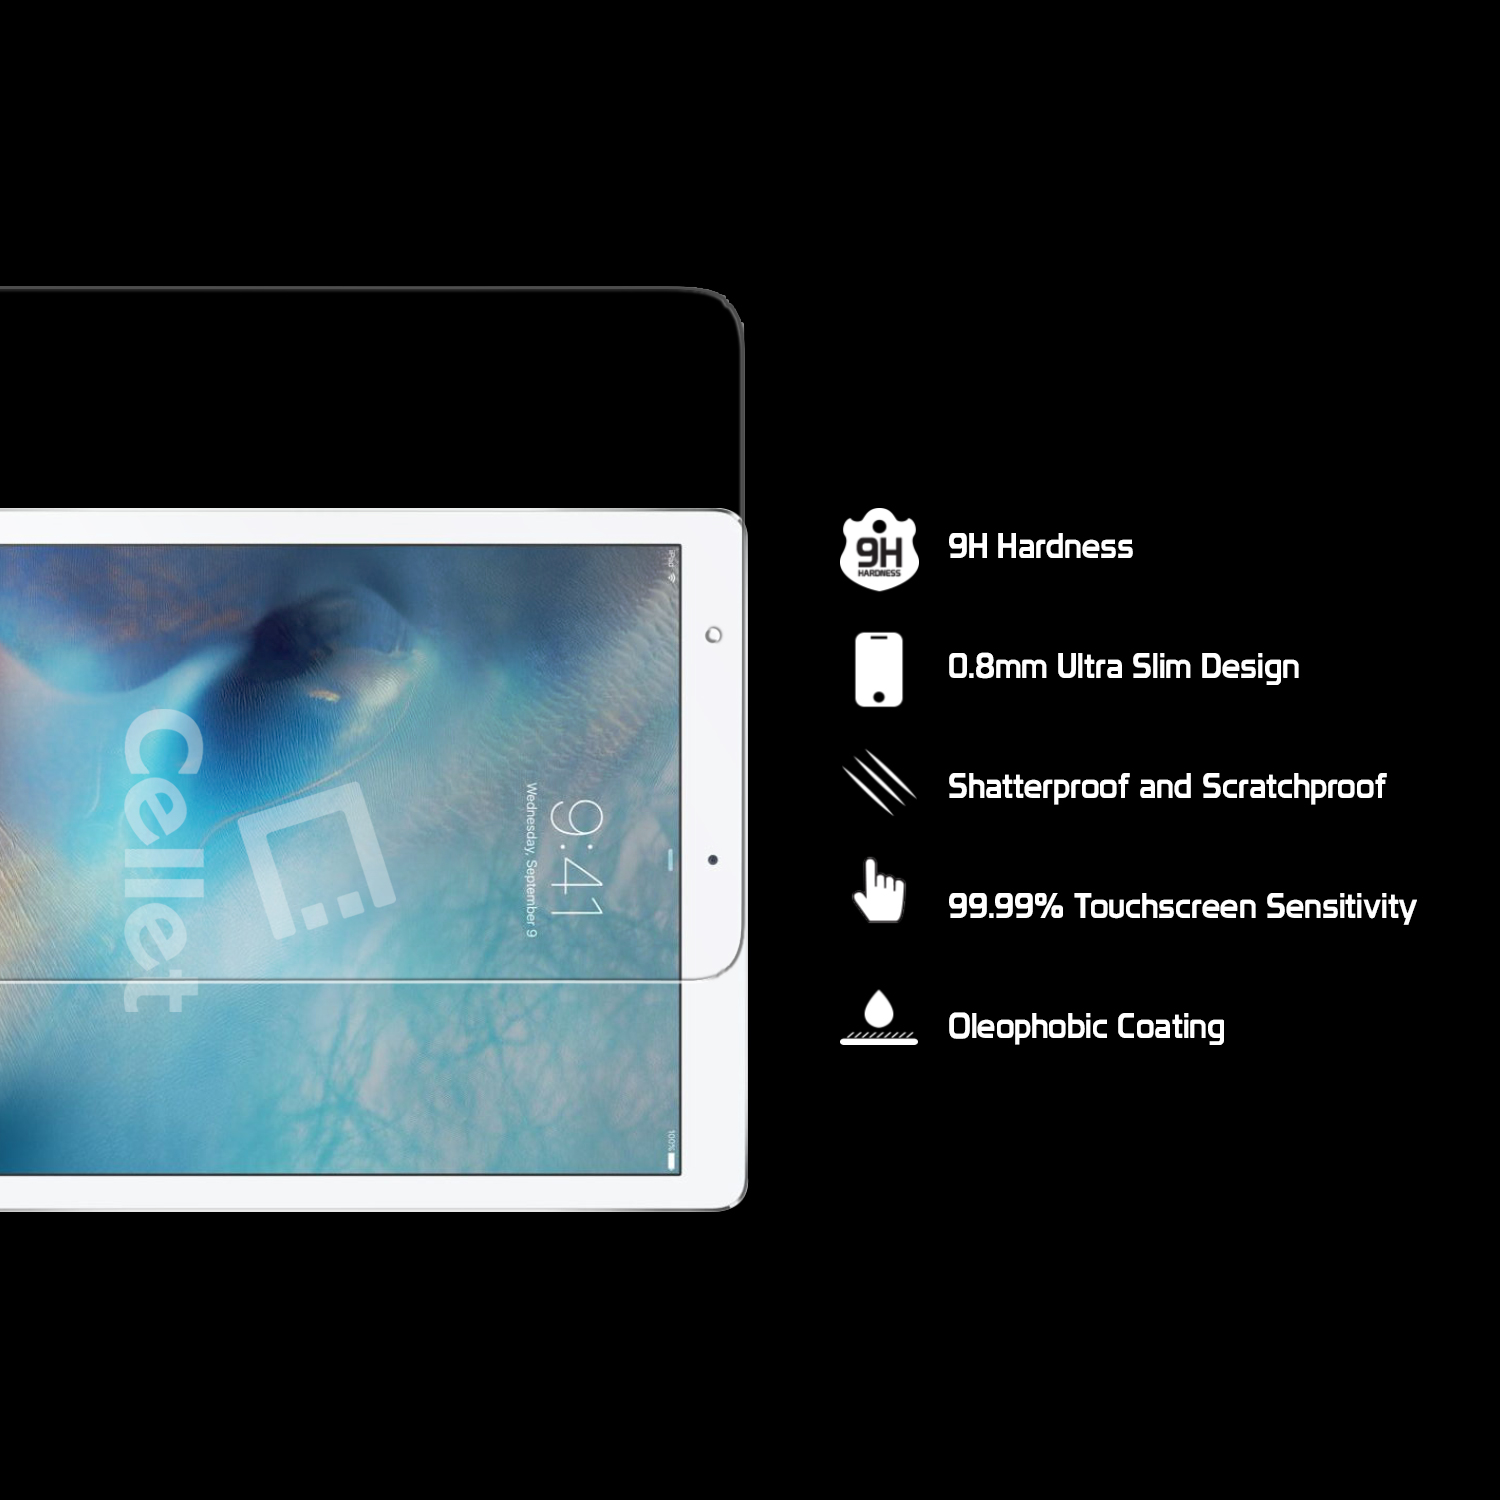 iPad
9:41
Wednesday, September 9
100%
Cellet
9H
HARDNESS
9H Hardness
0.8mm Ultra Slim Design
Shatterproof and Scratchproof
99.99% Touchscreen Sensitivity
Oleophobic Coating